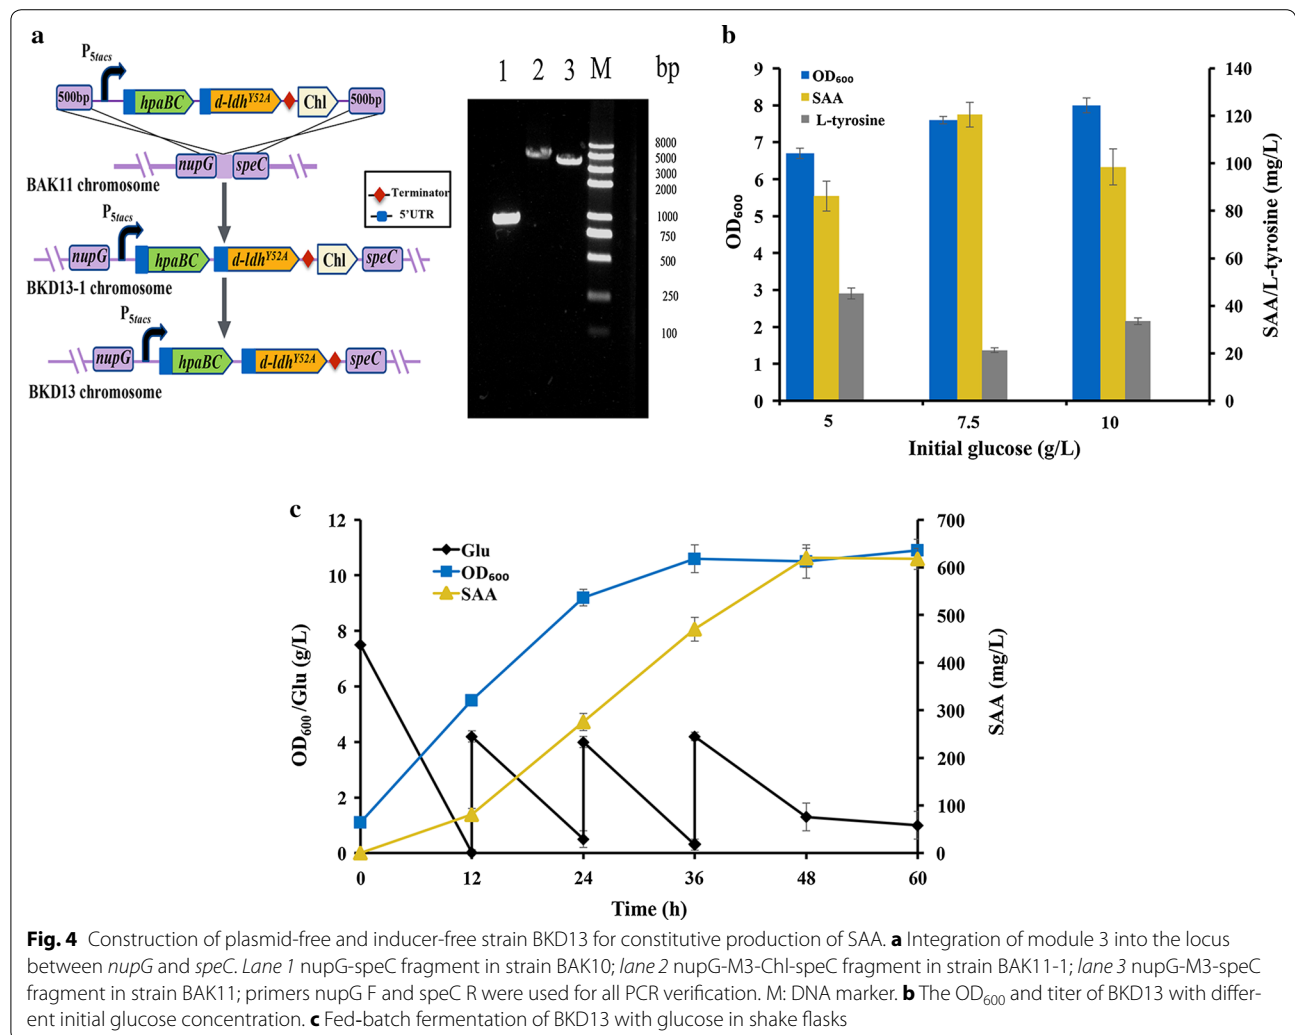 a
P5tacs
500bp hpaBC d-ldhY52A Chl 500bp
nupG speC
BAK11 chromosome
Terminator
5'UTR
P5tacs
nupG hpaBC d-ldhY52A Chl speC
BKD13-1 chromosome
P5tacs
nupG hpaBC d-ldhY52A speC
BKD13 chromosome
1 2 3 M bp
8000
5000
3000
2000
1000
750
500
250
100
b
OD600
SAA
L-tyrosine
9
8
7
6
5
4
3
2
1
0
OD600
140
120
100
80
60
40
20
0
SAA/L-tyrosine (mg/L)
5 7.5 10
Initial glucose (g/L)
c
Glu
OD600
SAA
12
10
8
6
4
2
0
OD600 /Glu (g/L)
700
600
500
400
300
200
100
0
SAA (mg/L)
0 12 24 36 48 60
Time (h)
Fig. 4 Construction of plasmid-free and inducer-free strain BKD13 for constitutive production of SAA. a Integration of module 3 into the locus
between nupG and speC. Lane 1 nupG-speC fragment in strain BAK10; lane 2 nupG-M3-Chl-speC fragment in strain BAK11-1; lane 3 nupG-M3-speC
fragment in strain BAK11; primers nupG F and speC R were used for all PCR verification. M: DNA marker. b The OD600 and titer of BKD13 with differ-
ent initial glucose concentration. c Fed-batch fermentation of BKD13 with glucose in shake flasks